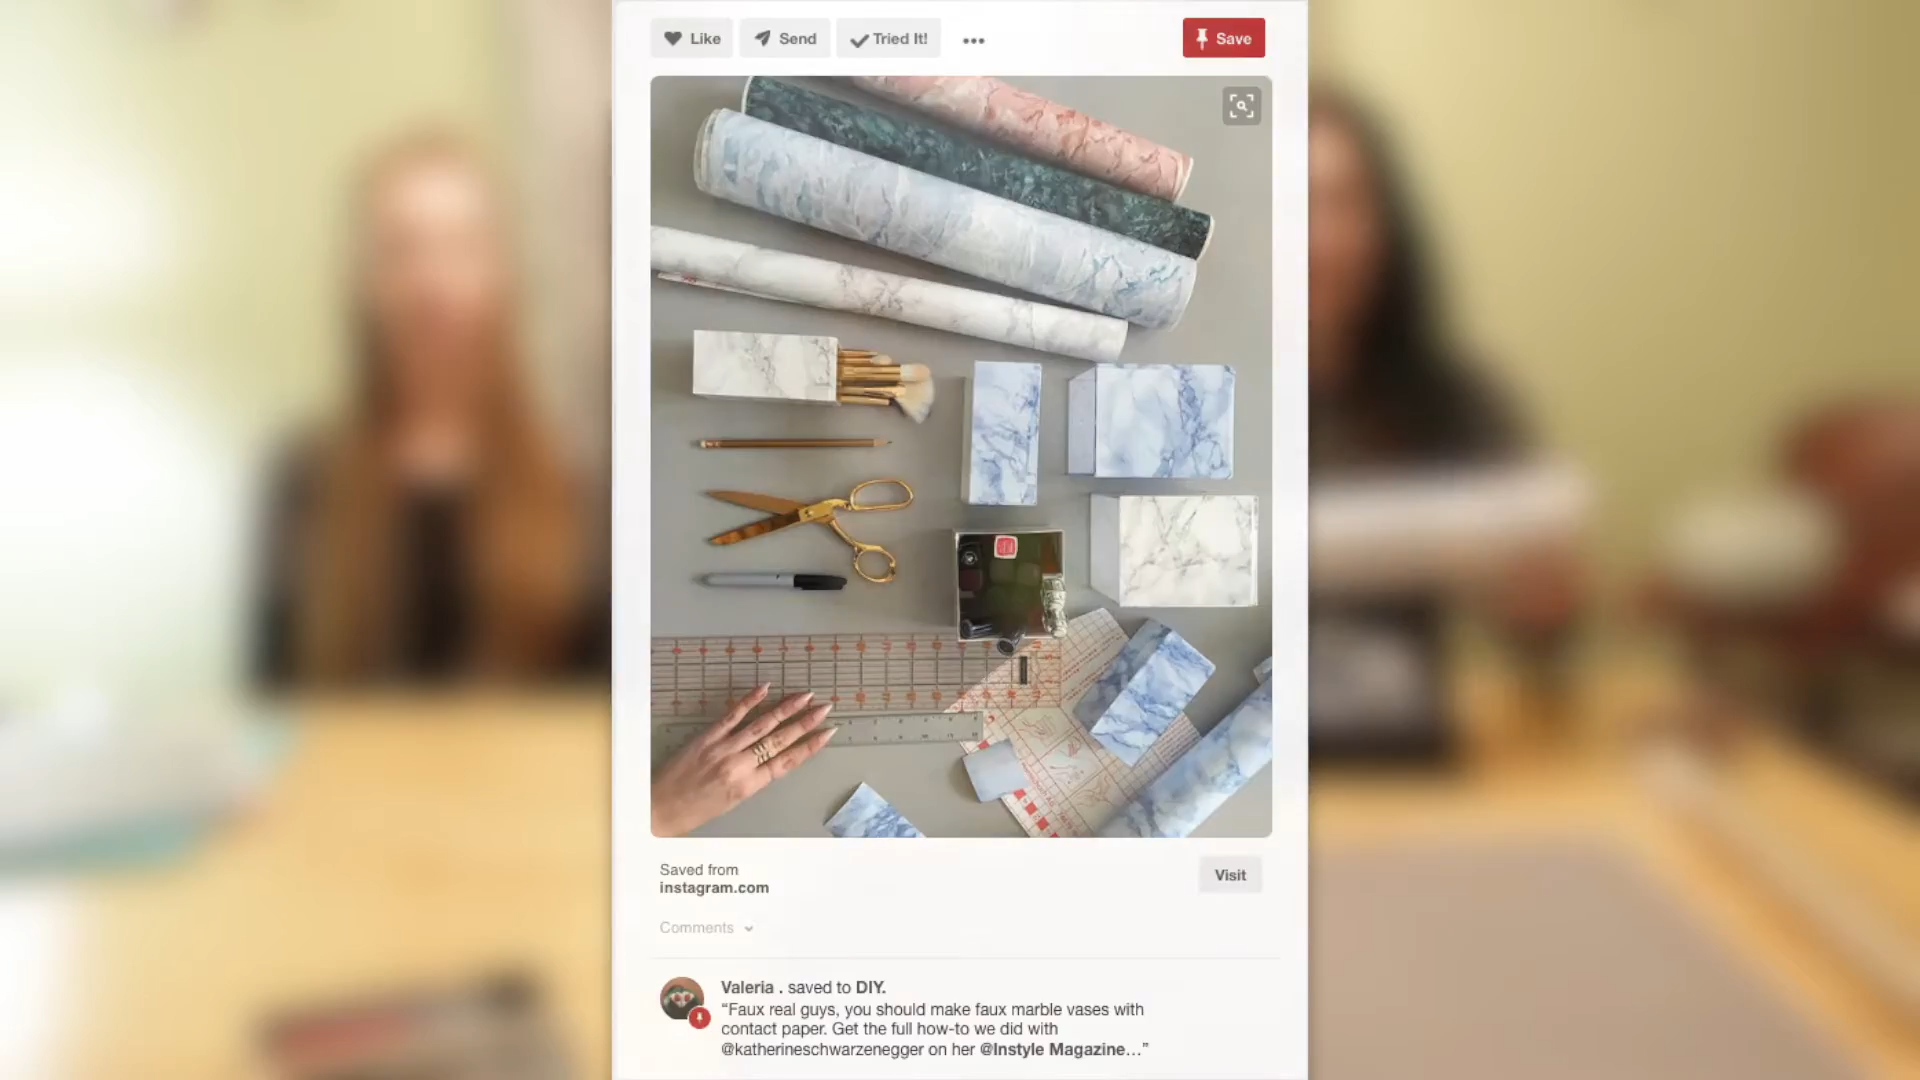 Like Send Tried It! ••• Save
Saved from
instagram.com
Visit
Comments
Valeria . saved to DIY.
“Faux real guys, you should make faux marble vases with
contact paper. Get the full how-to we did with
@katherineschwarzenegger on her @Instyle Magazine...”